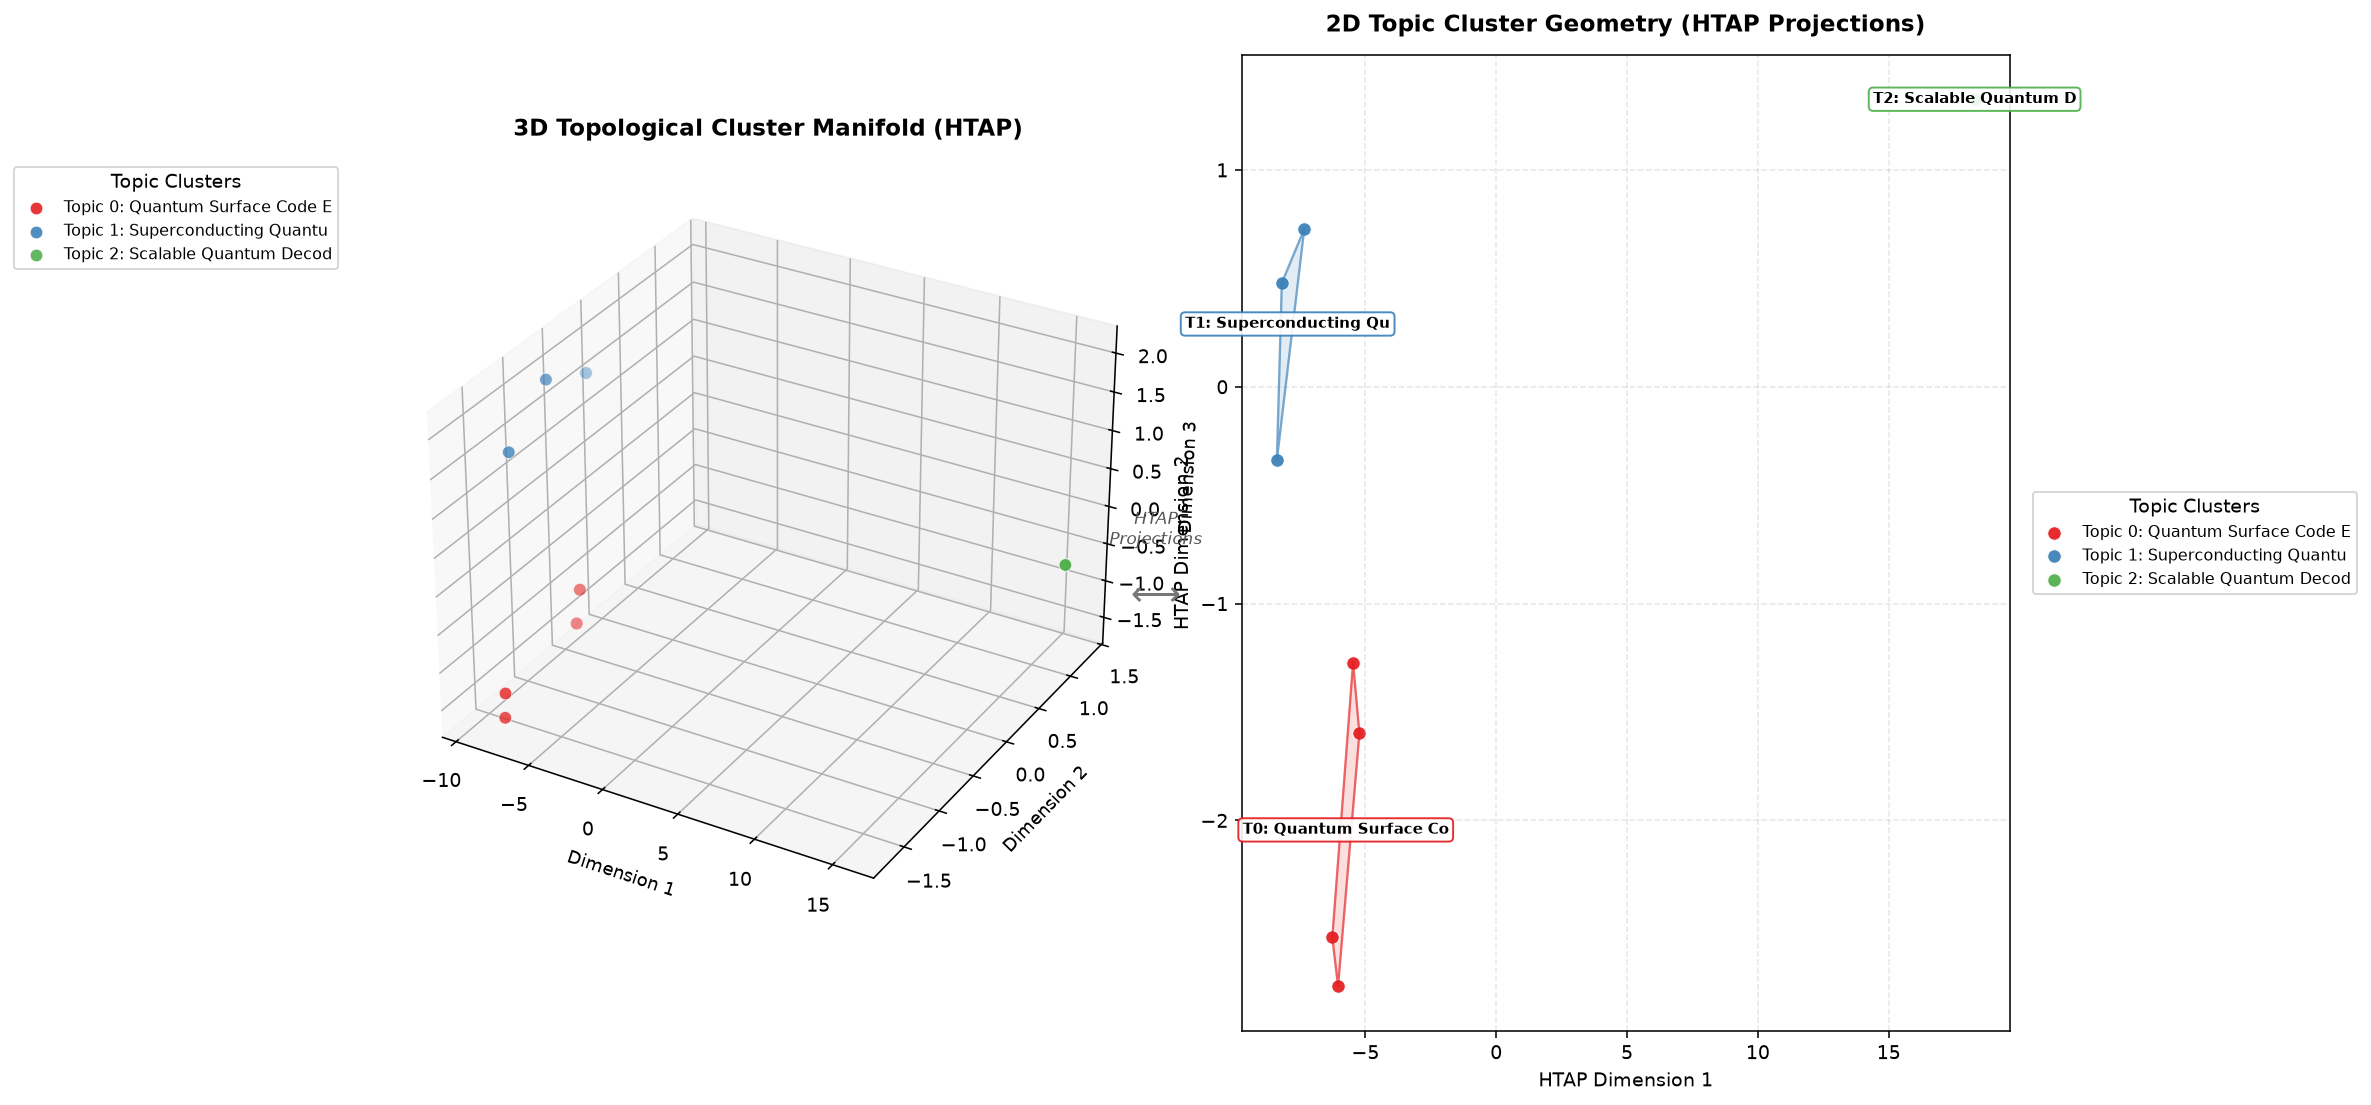 3D Topological Cluster Manifold (HTAP)
Topic Clusters
Topic 0: Quantum Surface Code E
Topic 1: Superconducting Quantu
Topic 2: Scalable Quantum Decod
2.0
1.5
1.0
0.5
0.0
−0.5
−1.0
−1.5
Dimension 3
1.5
1.0
0.5
0.0
−0.5
−1.0
−1.5
Dimension 2
−10
−5
0
5
10
15
Dimension 1
HTAP
Projections
2D Topic Cluster Geometry (HTAP Projections)
T2: Scalable Quantum D
T1: Superconducting Qu
T0: Quantum Surface Co
1
0
−1
−2
HTAP Dimension 2
−5
0
5
10
15
HTAP Dimension 1
Topic Clusters
Topic 0: Quantum Surface Code E
Topic 1: Superconducting Quantu
Topic 2: Scalable Quantum Decod